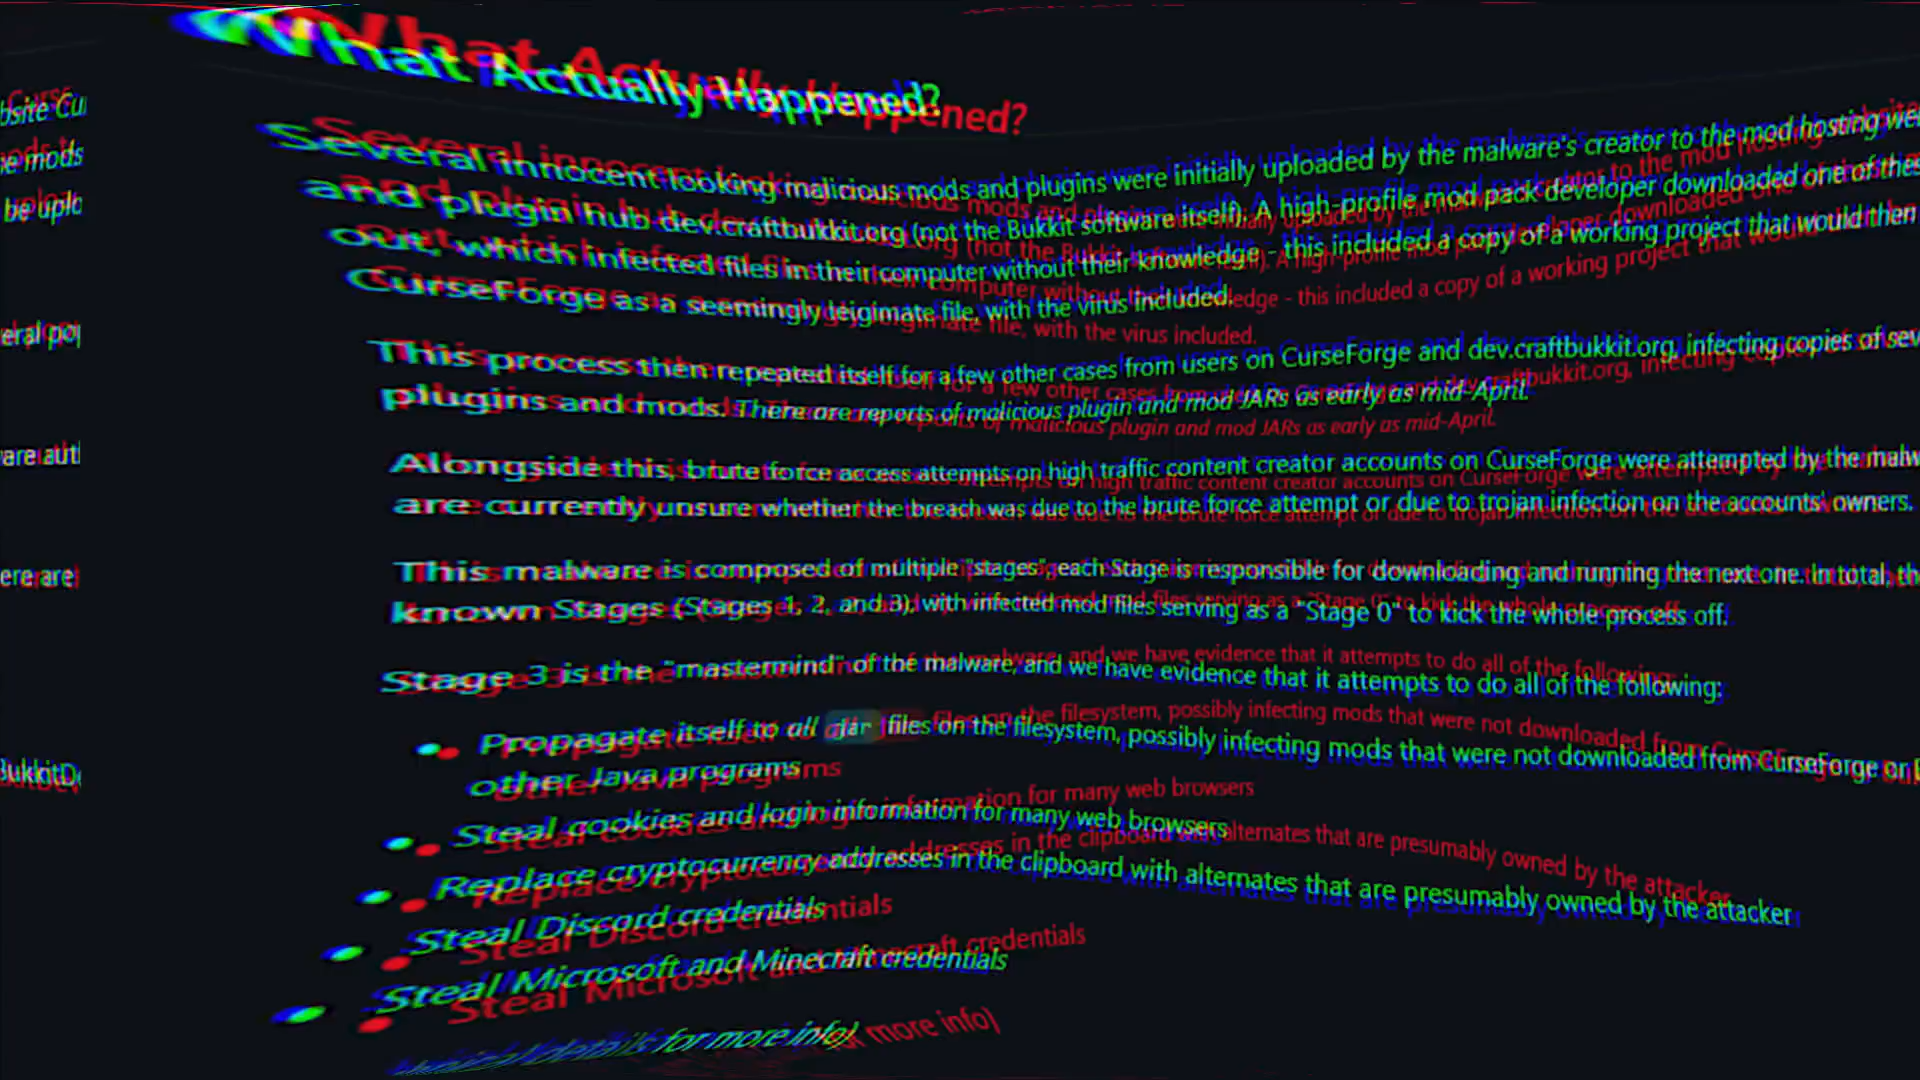 What Actually Happened?
Several innocent looking malicious mods and plugins were initially uploaded by the malware's creator to the mod hosting
and plugin hub dev.craftbukkit.org (not the Bukkit software itself). A high-profile mod pack developer downloaded one of
out, which infected files in their computer without their knowledge - this included a copy of a working project that would then
CurseForge as a seemingly leigimate file, with the virus included.
This process then repeated itself for a few other cases from users on CurseForge and dev.craftbukkit.org, infecting copies of
plugins and mods. There are reports of malicious plugin and mod JARs as early as mid-April.
Alongside this, brute force access attempts on high traffic content creator accounts on CurseForge were attempted by the
are currently unsure whether the breach was due to the brute force attempt or due to trojan infection on the accounts' owners.
This malware is composed of multiple "stages", each Stage is responsible for downloading and running the next one. In total,
known Stages (Stages 1, 2, and 3), with infected mod files serving as a "Stage 0" to kick the whole process off.
Stage 3 is the "mastermind" of the malware, and we have evidence that it attempts to do all of the following:
Propagate itself to all jar files on the filesystem, possibly infecting mods that were not downloaded from CurseForge or
other Java programs
Steal cookies and login information for many web browsers
Replace cryptocurrency addresses in the clipboard with alternates that are presumably owned by the attacker
Steal Discord credentials
Steal Microsoft and Minecraft credentials
details for more info)